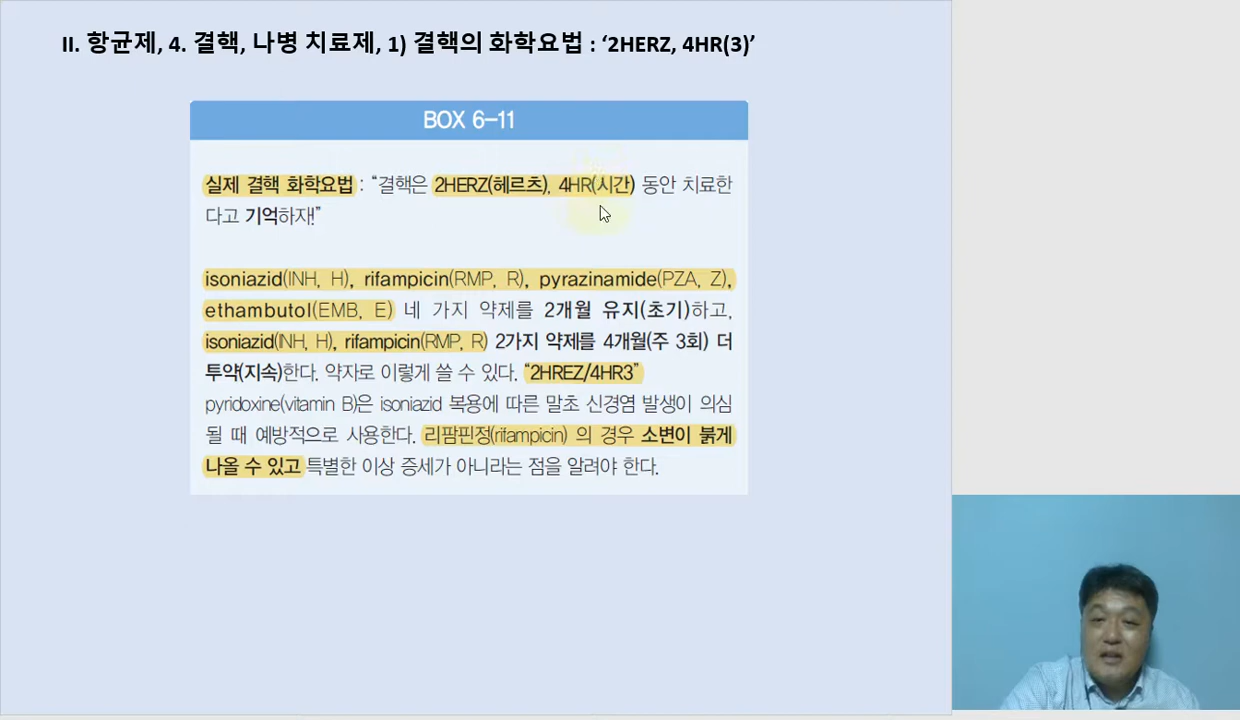 II. 항균제, 4. 결핵, 나병 치료제, 1) 결핵의 화학요법 : ‘2HERZ, 4HR(3)’
BOX 6-11
실제 결핵 화학요법 : “결핵은 2HERZ(헤르츠), 4HR(시간) 동안 치료한
다고 기억하자!”
isoniazid(INH, H), rifampicin(RMP, R), pyrazinamide(PZA, Z),
ethambutol(EMB, E) 네 가지 약제를 2개월 유지(초기)하고,
isoniazid(INH, H), rifampicin(RMP, R) 2가지 약제를 4개월(주 3회) 더
투약(지속)한다. 약자로 이렇게 쓸 수 있다. “2HREZ/4HR3”
pyridoxine(vitamin B)은 isoniazid 복용에 따른 말초 신경염 발생이 의심
될 때 예방적으로 사용한다. 리팜핀정(rifampicin) 의 경우 소변이 붉게
나올 수 있고 특별한 이상 증세가 아니라는 점을 알려야 한다.